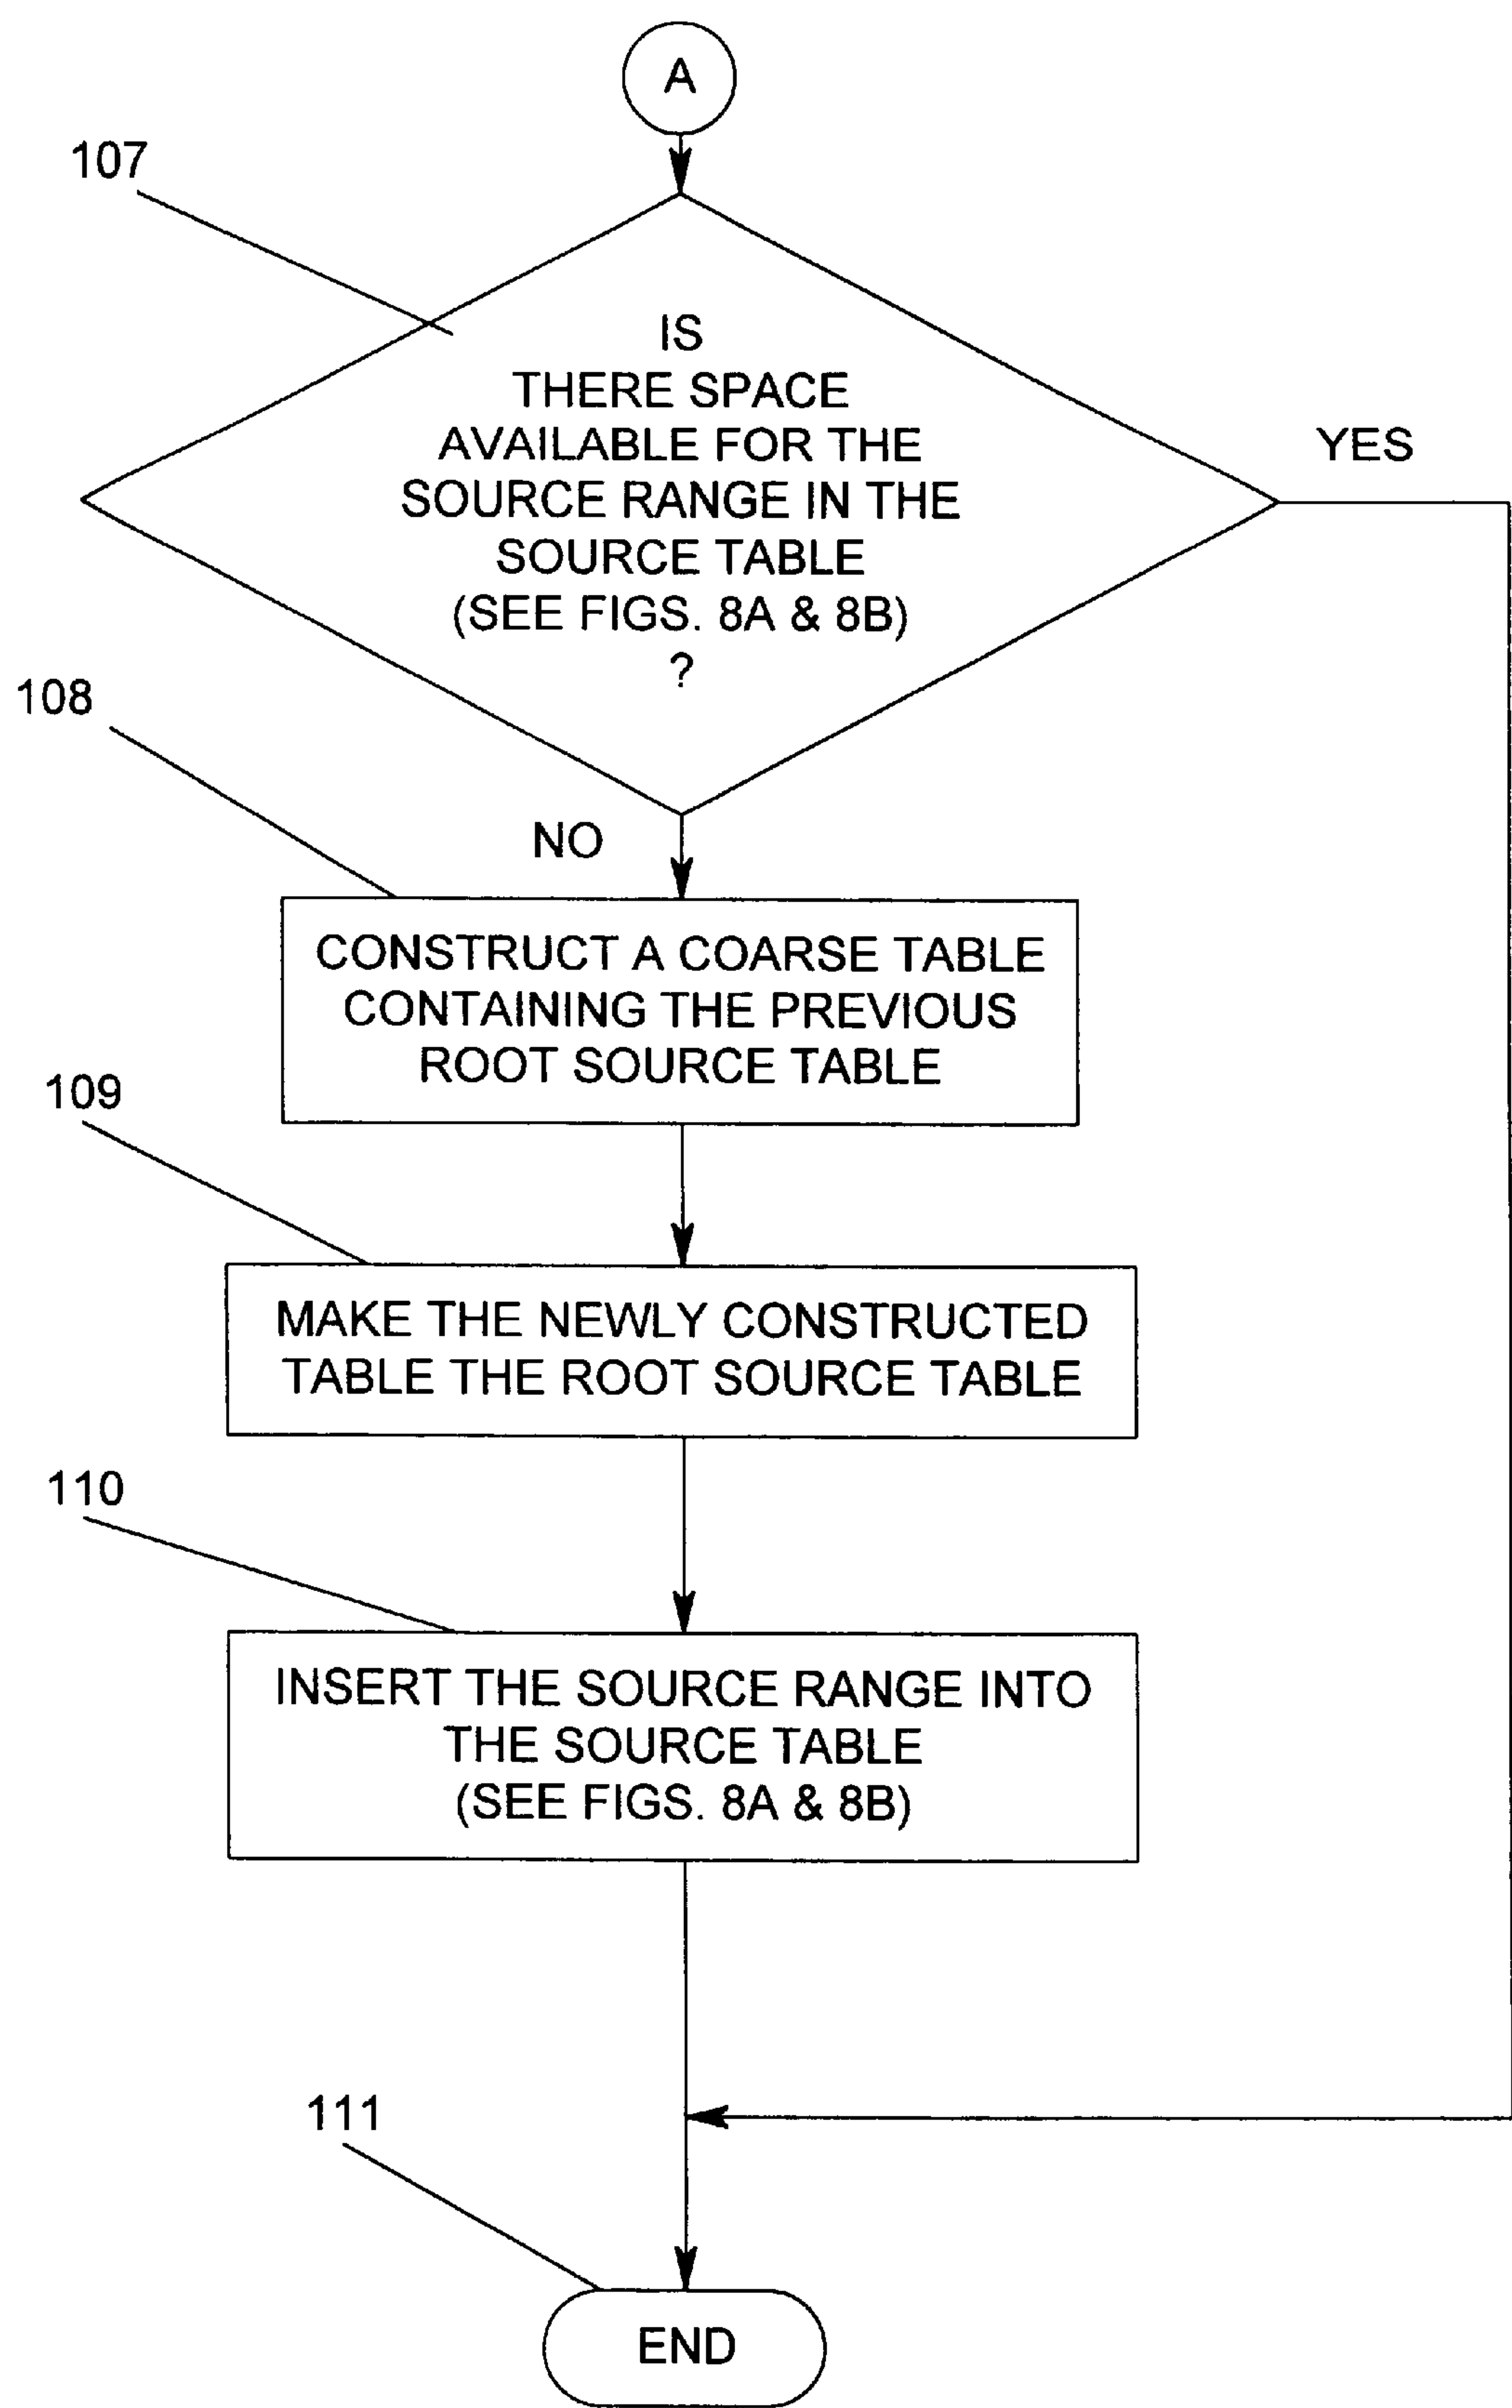 A
107
IS
THERE SPACE
AVAILABLE FOR THE
SOURCE RANGE IN THE
SOURCE TABLE
(SEE FIGS. 8A & 8B)
?
YES
108
NO
CONSTRUCT A COARSE TABLE
CONTAINING THE PREVIOUS
ROOT SOURCE TABLE
109
MAKE THE NEWLY CONSTRUCTED
TABLE THE ROOT SOURCE TABLE
110
INSERT THE SOURCE RANGE INTO
THE SOURCE TABLE
(SEE FIGS. 8A & 8B)
111
END